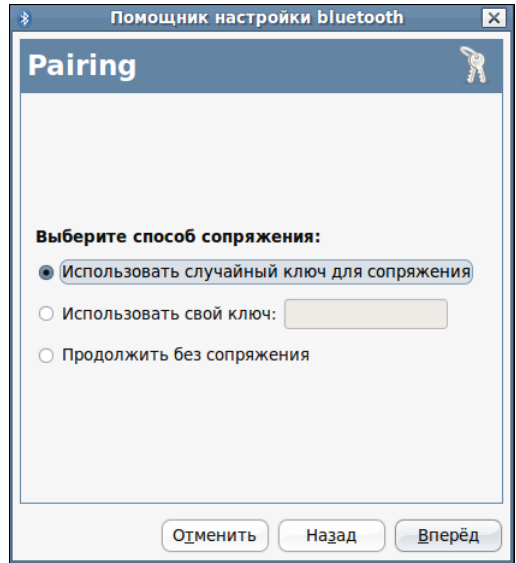 Помощник настройки bluetooth
Pairing
Выберите способ сопряжения:
Использовать случайный ключ для сопряжения
Использовать свой ключ:
Продолжить без сопряжения
Отменить Назад Вперёд